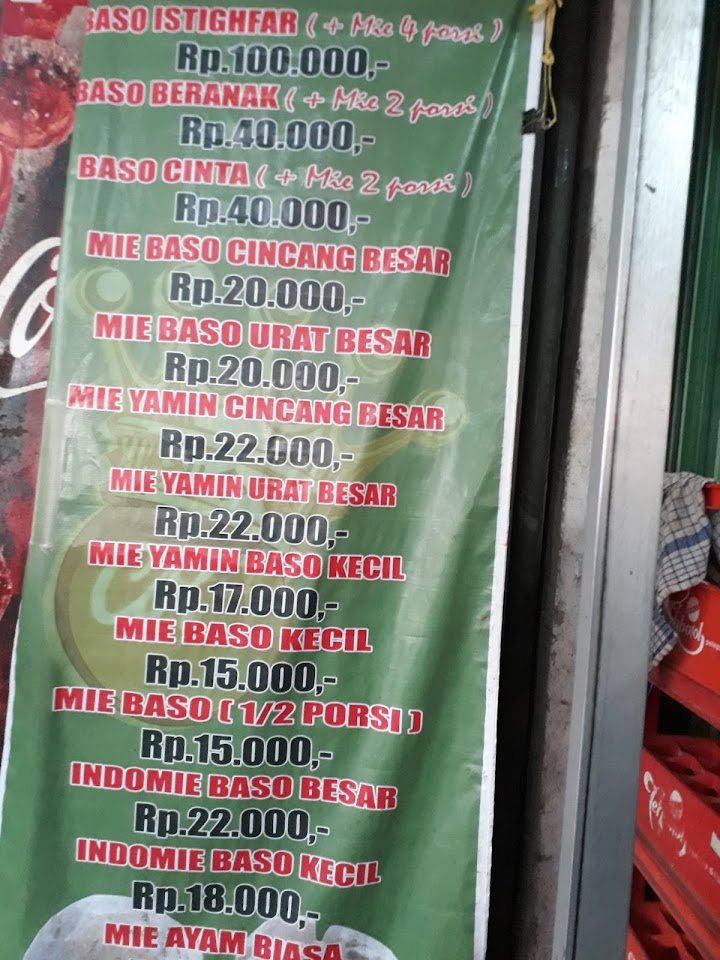 BASO ISTIGHFAR ( + Mie 4 porsi )
Rp.100.000,-
BASO BERANAK ( + Mie 2 porsi )
Rp.40.000,-
BASO CINTA ( + Mie 2 porsi )
Rp.40.000,-
MIE BASO CINCANG BESAR
Rp.20.000,-
MIE BASO URAT BESAR
Rp.20.000,-
MIE YAMIN CINCANG BESAR
Rp.22.000,-
MIE YAMIN URAT BESAR
Rp.22.000,-
MIE YAMIN BASO KECIL
Rp.17.000,-
MIE BASO KECIL
Rp.15.000,-
MIE BASO ( 1/2 PORSI )
Rp.15.000,-
INDOMIE BASO BESAR
Rp.22.000,-
INDOMIE BASO KECIL
Rp.18.000,-
MIE AYAM BIASA